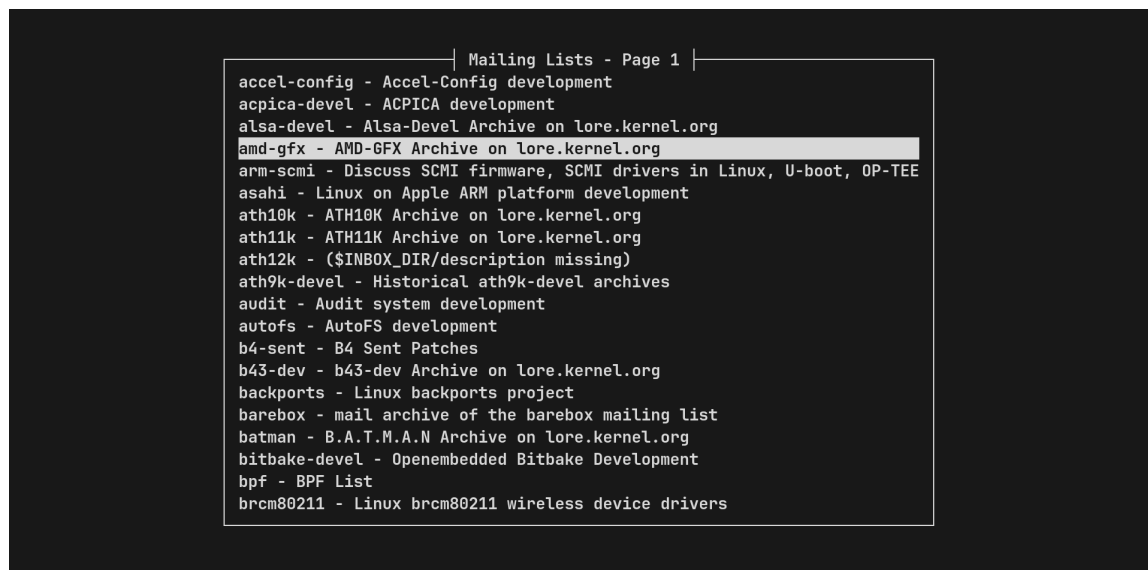 Mailing Lists - Page 1
accel-config - Accel-Config development
acpica-devel - ACPICA development
alsa-devel - Alsa-Devel Archive on lore.kernel.org
amd-gfx - AMD-GFX Archive on lore.kernel.org
arm-scmi - Discuss SCMI firmware, SCMI drivers in Linux, U-boot, OP-TEE
asahi - Linux on Apple ARM platform development
ath10k - ATH10K Archive on lore.kernel.org
ath11k - ATH11K Archive on lore.kernel.org
ath12k - ($INBOX_DIR/description missing)
ath9k-devel - Historical ath9k-devel archives
audit - Audit system development
autofs - AutoFS development
b4-sent - B4 Sent Patches
b43-dev - b43-dev Archive on lore.kernel.org
backports - Linux backports project
barebox - mail archive of the barebox mailing list
batman - B.A.T.M.A.N Archive on lore.kernel.org
bitbake-devel - Openembedded Bitbake Development
bpf - BPF List
brcm80211 - Linux brcm80211 wireless device drivers